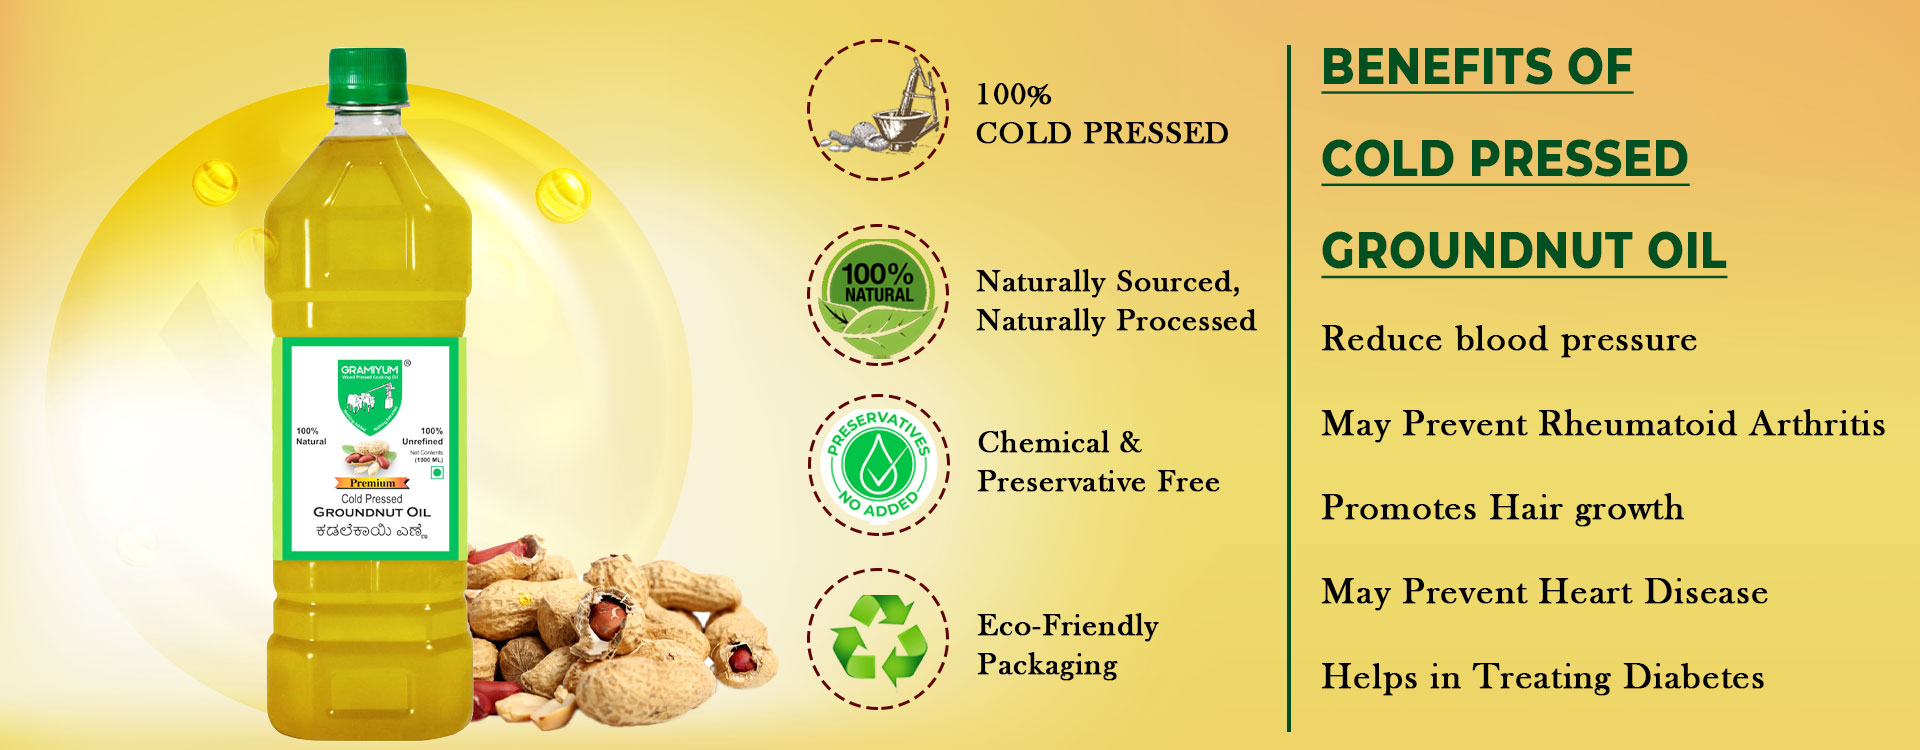 GRAMIYUM
®
Wood Pressed Cooking Oil
100%
Natural
100%
Unrefined
Net Contents
(1000 ML)
Premium
Cold Pressed
GROUNDNUT OIL
ಕಡಲೆಕಾಯಿ ಎಣ್ಣೆ
100%
COLD PRESSED
100%
NATURAL
Naturally Sourced,
Naturally Processed
PRESERVATIVES
NO ADDED
Chemical &
Preservative Free
Eco-Friendly
Packaging
BENEFITS OF
COLD PRESSED
GROUNDNUT OIL
Reduce blood pressure
May Prevent Rheumatoid Arthritis
Promotes Hair growth
May Prevent Heart Disease
Helps in Treating Diabetes